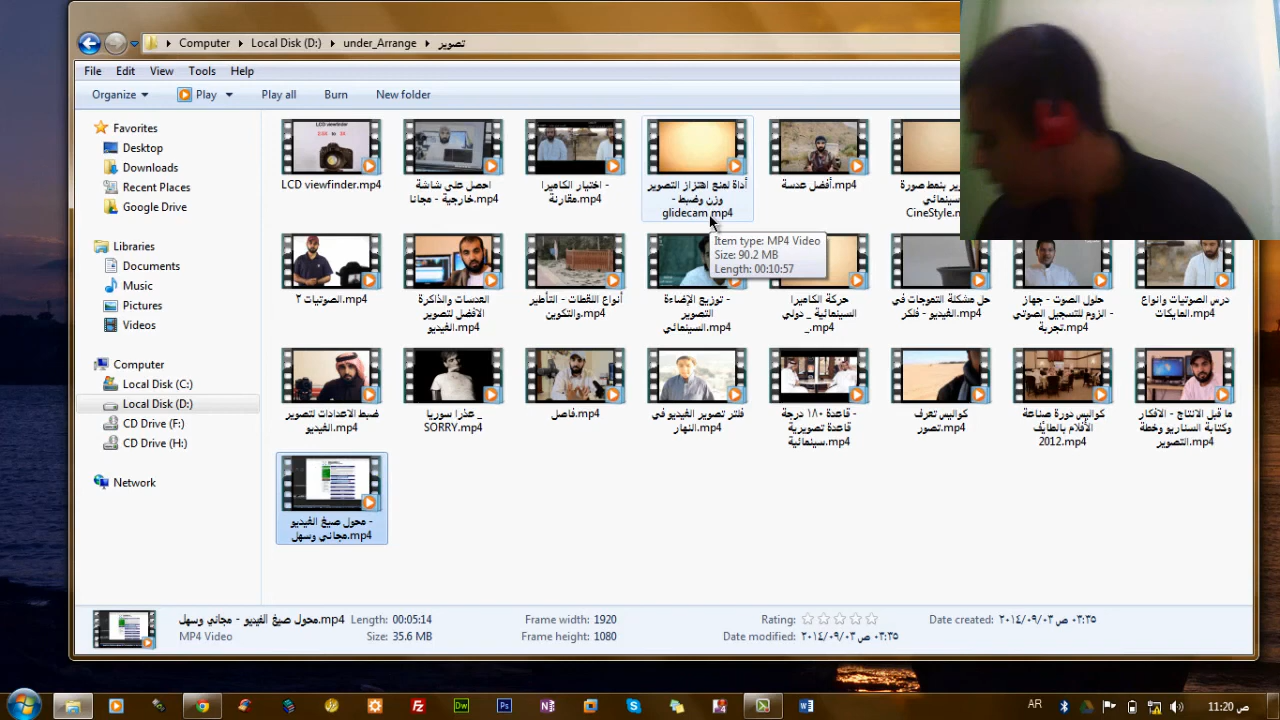 Computer
Local Disk (D:)
under_Arrange
تصوير
File
Edit
View
Tools
Help
Organize
Play
Play all
Burn
New folder
Favorites
Desktop
Downloads
Recent Places
Google Drive
Libraries
Documents
Music
Pictures
Videos
Computer
Local Disk (C:)
Local Disk (D:)
CD Drive (F:)
CD Drive (H:)
Network
LCD viewfinder
LCD viewfinder.mp4
احصل على شاشة
خارجية - مجانا.mp4
اختيار الكاميرا -
مقارنة.mp4
أداة لمنع اهتزاز التصوير
وزن وضبط -
glidecam.mp4
أفضل عدسة.mp4
بنمط صورة
سينمائي
CineStyle.m
Item type: MP4 Video
Size: 90.2 MB
Length: 00:10:57
الصوتيات ٢.mp4
العدسات والذاكرة
الافضل لتصوير
الفيديو.mp4
أنواع اللقطات - التأطير
والتكوين.mp4
توزيع الإضاءة -
التصوير
السينمائي.mp4
حركة الكاميرا
السينمائية _ دولي
_.mp4
حل مشكلة التموجات في
الفيديو - فلكر.mp4
حلول الصوت - جهاز
الزوم للتسجيل الصوتي -
تجربة.mp4
درس الصوتيات وانواع
المايكات.mp4
ضبط الاعدادات لتصوير
الفيديو.mp4
عذرا سوريا _
SORRY.mp4
فاصل.mp4
فلتر تصوير الفيديو في
النهار.mp4
قاعدة ١٨٠ درجة -
قاعدة تصويرية
سينمائية.mp4
كواليس تعرف
تصور.mp4
كواليس دورة صناعة
الأفلام بالطائف
2012.mp4
ما قبل الانتاج - الافكار
وكتابة السناريو وخطة
التصوير.mp4
محول صيغ الفيديو -
مجاني وسهل.mp4
محول صيغ الفيديو - مجاني وسهل.mp4
MP4 Video
Length: 00:05:14
Size: 35.6 MB
Frame width: 1920
Frame height: 1080
Rating:
Date modified: ٢٠١٤/٠٩/٠٣ ٠٣:٣٥ ص
Date created: ٢٠١٤/٠٩/٠٣ ٠٣:٣٥ ص
AR
11:20 ص